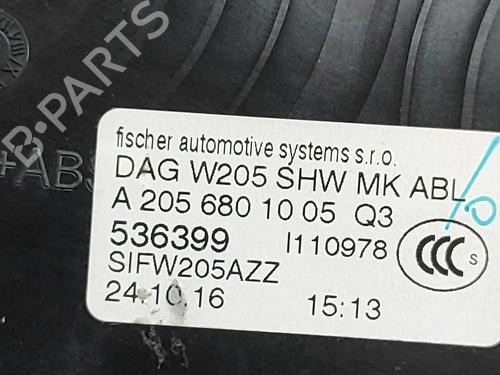 B-PARTS
+ABS
fischer automotive systems s.r.o.
DAG W205 SHW MK ABL
A 205 680 10 05 Q3
536399 I110978
CCC S
SIFW205AZZ
24.10.16 15:13